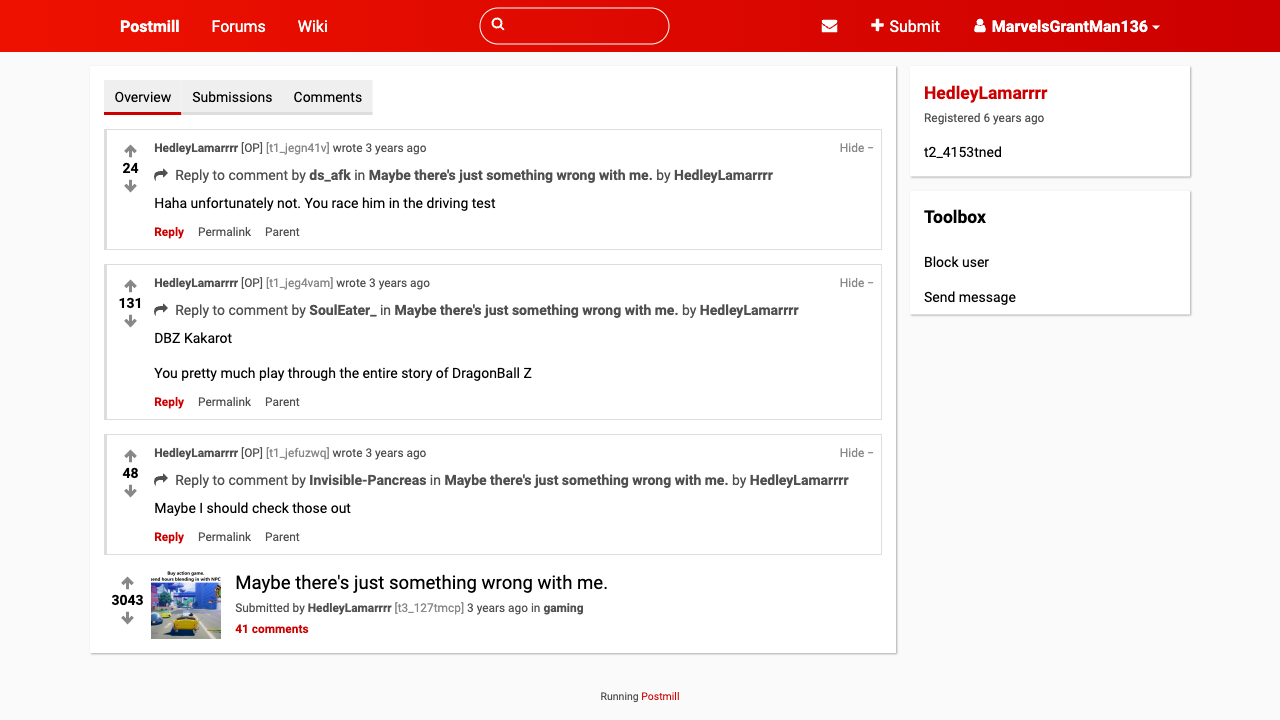 Postmill
Forums
Wiki
Submit
MarvelsGrantMan136
Overview
Submissions
Comments
HedleyLamarrrr [OP] [t1_jegn41v] wrote 3 years ago
Hide −
24
Reply to comment by ds_afk in Maybe there's just something wrong with me. by HedleyLamarrrr
Haha unfortunately not. You race him in the driving test
Reply Permalink Parent
HedleyLamarrrr [OP] [t1_jeg4vam] wrote 3 years ago
Hide −
131
Reply to comment by SoulEater_ in Maybe there's just something wrong with me. by HedleyLamarrrr
DBZ Kakarot
You pretty much play through the entire story of DragonBall Z
Reply Permalink Parent
HedleyLamarrrr [OP] [t1_jefuzwq] wrote 3 years ago
Hide −
48
Reply to comment by Invisible-Pancreas in Maybe there's just something wrong with me. by HedleyLamarrrr
Maybe I should check those out
Reply Permalink Parent
3043
Buy action game.
end hours blending in with NPC
Maybe there's just something wrong with me.
Submitted by HedleyLamarrrr [t3_127tmcp] 3 years ago in gaming
41 comments
HedleyLamarrrr
Registered 6 years ago
t2_4153tned
Toolbox
Block user
Send message
Running Postmill